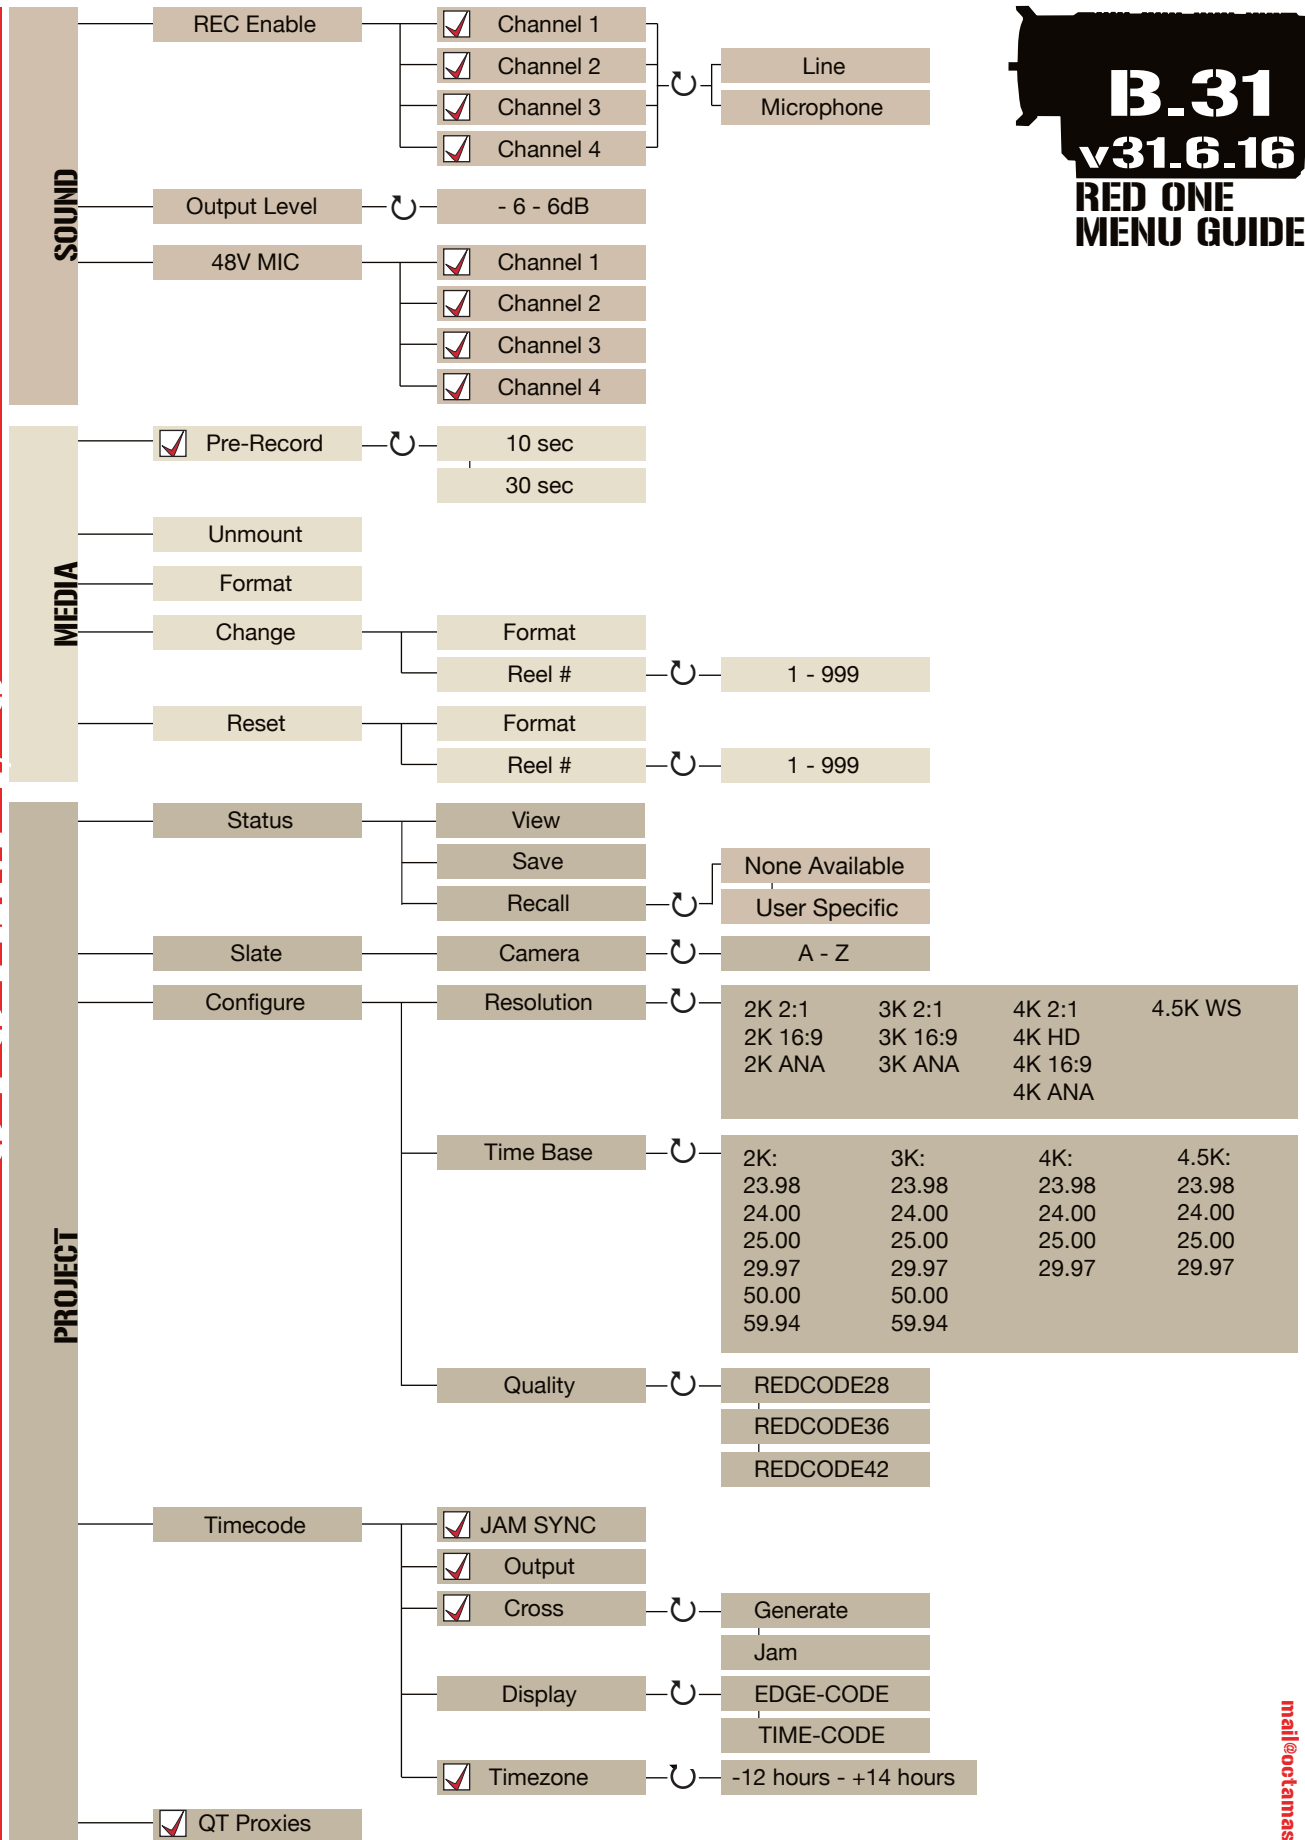 B.31
v31.6.16
RED ONE
MENU GUIDE
SOUND
REC Enable
Channel 1
Channel 2
Channel 3
Channel 4
Line
Microphone
Output Level
- 6 - 6dB
48V MIC
Channel 1
Channel 2
Channel 3
Channel 4
MEDIA
Pre-Record
10 sec
30 sec
Unmount
Format
Change
Format
Reel #
1 - 999
Reset
Format
Reel #
1 - 999
PROJECT
Status
View
Save
Recall
None Available
User Specific
Slate
Camera
A - Z
Configure
Resolution
2K 2:1 3K 2:1 4K 2:1 4.5K WS
2K 16:9 3K 16:9 4K HD
2K ANA 3K ANA 4K 16:9
4K ANA
Time Base
2K: 3K: 4K: 4.5K:
23.98 23.98 23.98 23.98
24.00 24.00 24.00 24.00
25.00 25.00 25.00 25.00
29.97 29.97 29.97 29.97
50.00 50.00
59.94 59.94
Quality
REDCODE28
REDCODE36
REDCODE42
Timecode
JAM SYNC
Output
Cross
Generate
Jam
Display
EDGE-CODE
TIME-CODE
Timezone
-12 hours - +14 hours
QT Proxies
mail@octamas